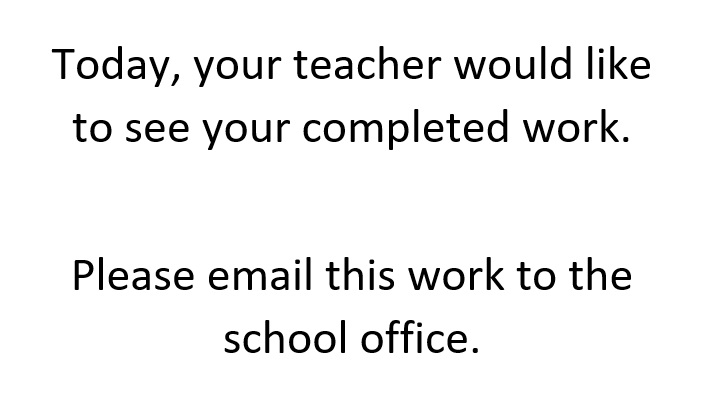 Today, your teacher would like
to see your completed work.
Please email this work to the
school office.